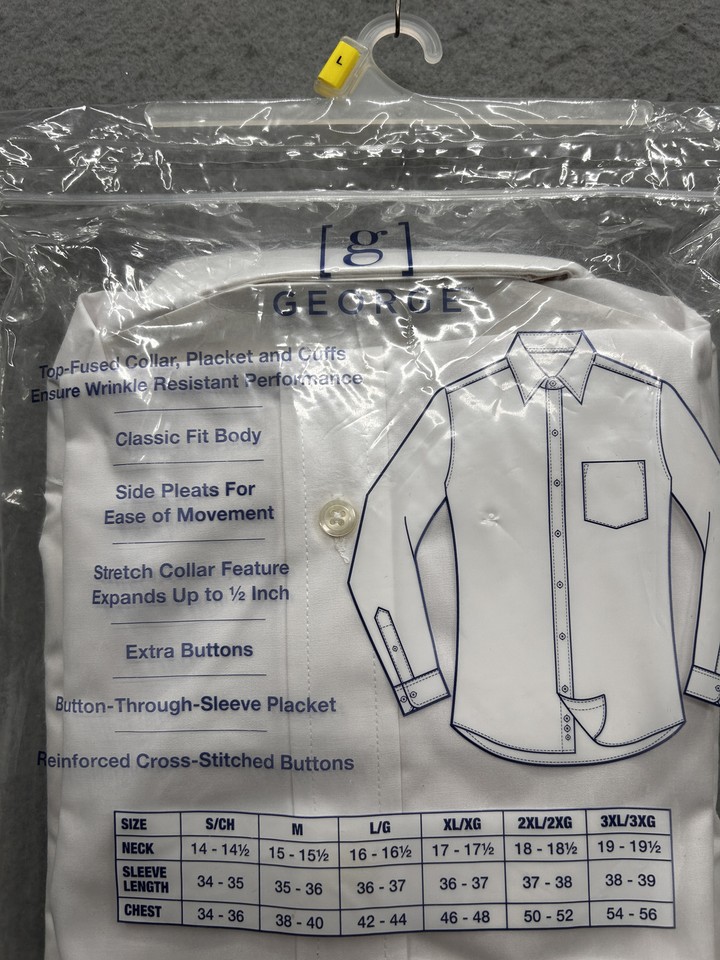 L
[g]
GEORGE™
Top-Fused Collar, Placket and Cuffs
Ensure Wrinkle Resistant Performance
Classic Fit Body
Side Pleats For
Ease of Movement
Stretch Collar Feature
Expands Up to ½ Inch
Extra Buttons
Button-Through-Sleeve Placket
Reinforced Cross-Stitched Buttons
SIZE S/CH M L/G XL/XG 2XL/2XG 3XL/3XG
NECK 14 - 14½ 15 - 15½ 16 - 16½ 17 - 17½ 18 - 18½ 19 - 19½
SLEEVE LENGTH 34 - 35 35 - 36 36 - 37 36 - 37 37 - 38 38 - 39
CHEST 34 - 36 38 - 40 42 - 44 46 - 48 50 - 52 54 - 56